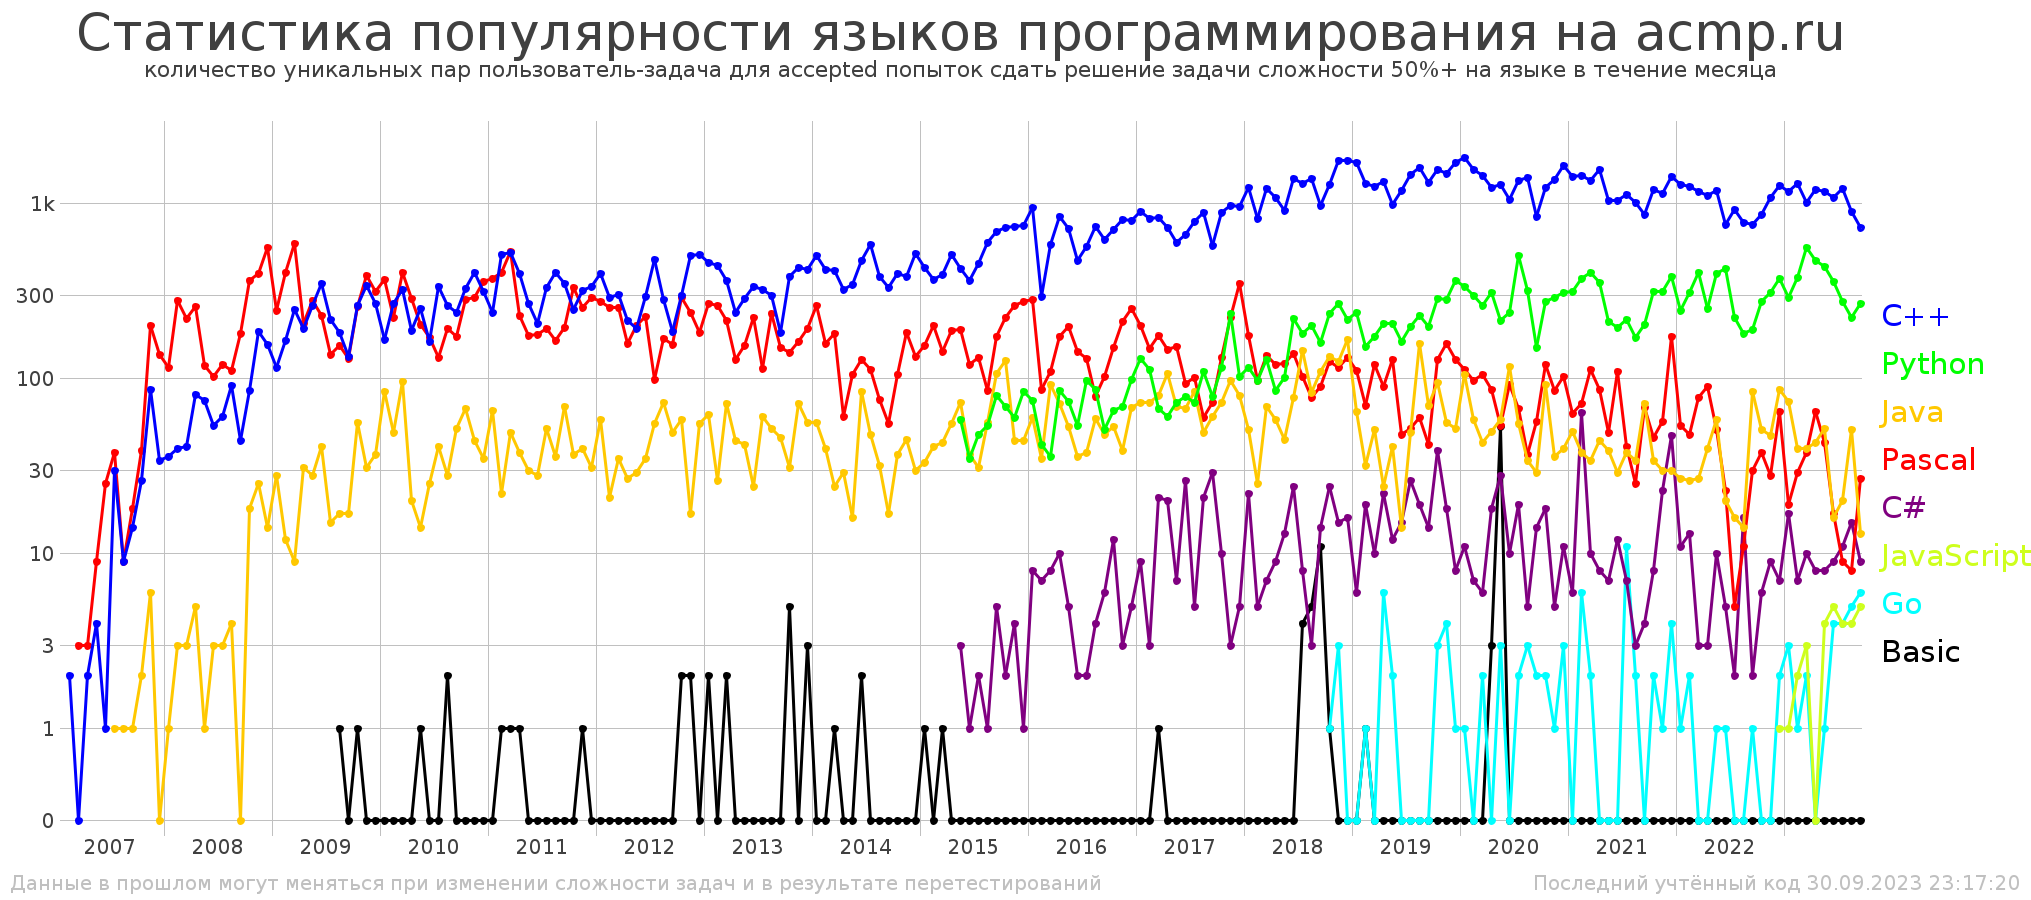 Статистика популярности языков программирования на acmp.ru
количество уникальных пар пользователь-задача для accepted попыток сдать решение задачи сложности 50%+ на языке в течение месяца
1k
300
100
30
10
3
1
0
C++
Python
Java
Pascal
C#
JavaScript
Go
Basic
2007 2008 2009 2010 2011 2012 2013 2014 2015 2016 2017 2018 2019 2020 2021 2022
Данные в прошлом могут меняться при изменении сложности задач и в результате перетестирований
Последний учтённый код 30.09.2023 23:17:20